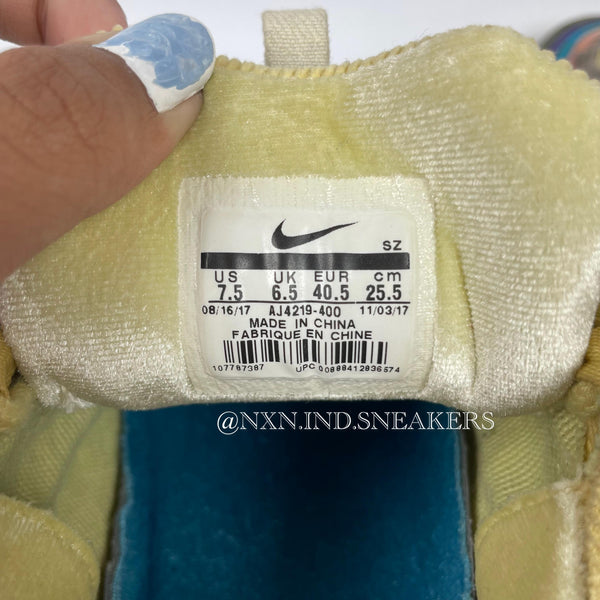 SZ
US UK EUR cm
7.5 6.5 40.5 25.5
08/16/17 AJ4219-400 11/03/17
MADE IN CHINA
FABRIQUE EN CHINE
107787387 UPC 00888412836574
@NXN.IND.SNEAKERS